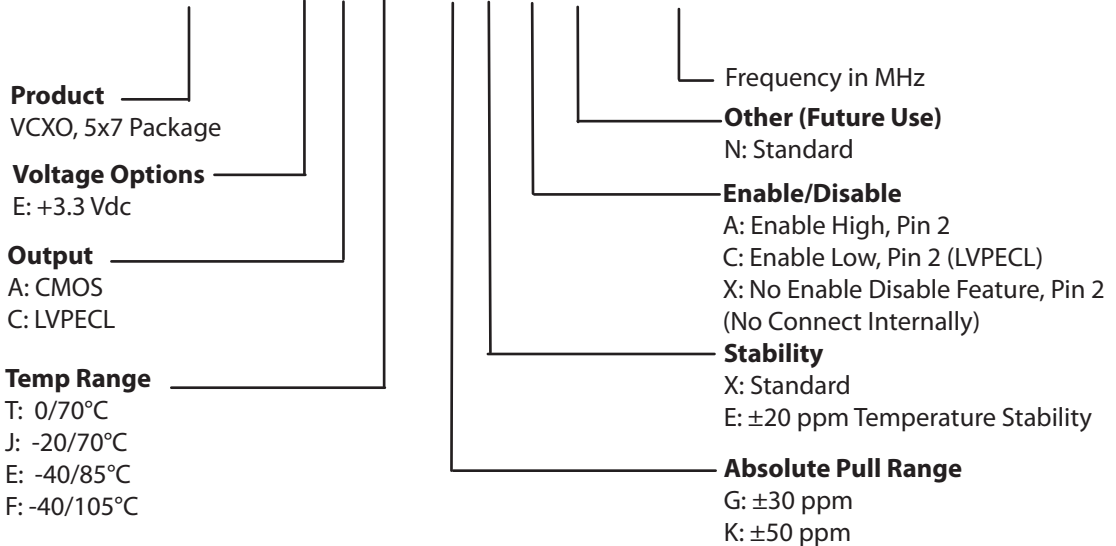 Product
VCXO, 5x7 Package
Voltage Options
E: +3.3 Vdc
Output
A: CMOS
C: LVPECL
Temp Range
T: 0/70°C
J: -20/70°C
E: -40/85°C
F: -40/105°C
Frequency in MHz
Other (Future Use)
N: Standard
Enable/Disable
A: Enable High, Pin 2
C: Enable Low, Pin 2 (LVPECL)
X: No Enable Disable Feature, Pin 2
(No Connect Internally)
Stability
X: Standard
E: ±20 ppm Temperature Stability
Absolute Pull Range
G: ±30 ppm
K: ±50 ppm